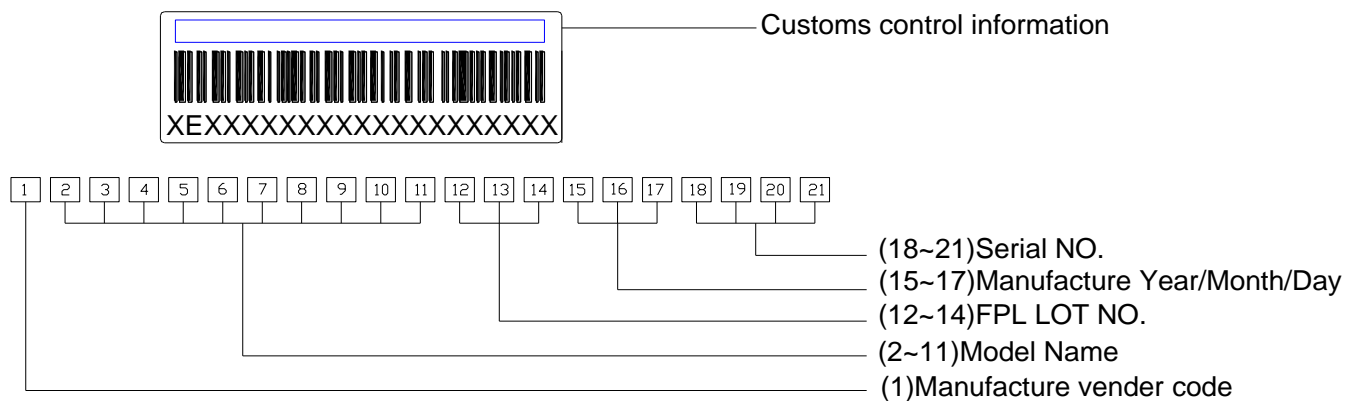 Customs control information
XEXXXXXXXXXXXXXXXXXXX
1 2 3 4 5 6 7 8 9 10 11 12 13 14 15 16 17 18 19 20 21
(18~21)Serial NO.
(15~17)Manufacture Year/Month/Day
(12~14)FPL LOT NO.
(2~11)Model Name
(1)Manufacture vender code